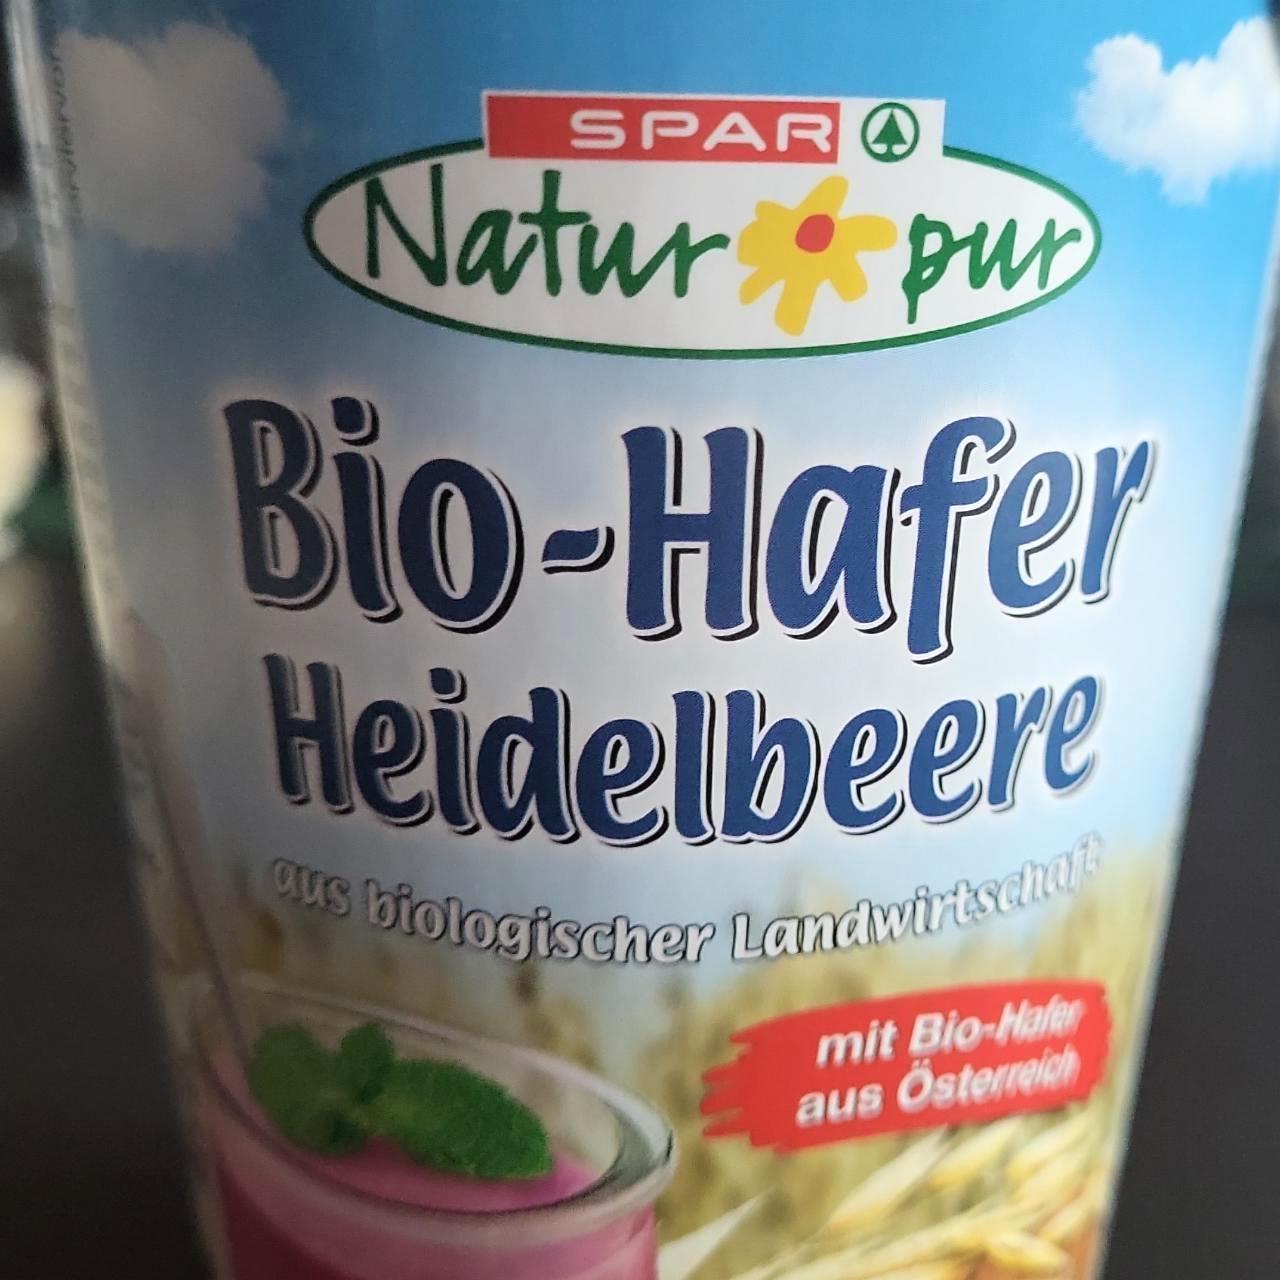 SPAR
Natur pur
Bio-Hafer
Heidelbeere
aus biologischer Landwirtschaft
mit Bio-Hafer
aus Österreich